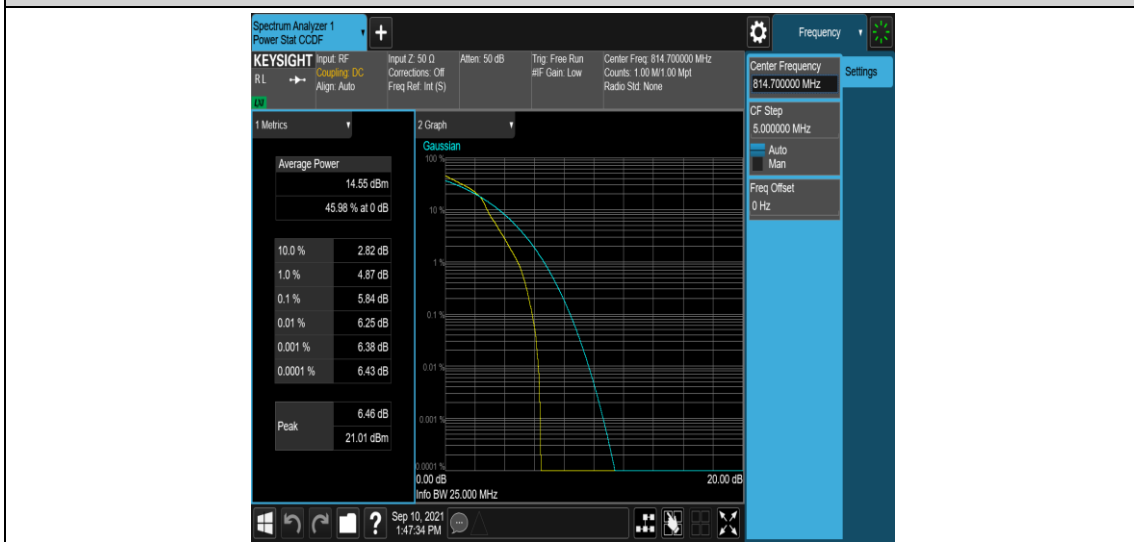 Spectrum Analyzer 1
Power Stat CCDF
+
Frequency
KEYSIGHT
R L
LXI
Input: RF
Coupling: DC
Align: Auto
Input Z: 50 Ω
Corrections: Off
Freq Ref: Int (S)
Atten: 50 dB
Trig: Free Run
#IF Gain: Low
Center Freq: 814.700000 MHz
Counts: 1.00 M/1.00 Mpt
Radio Std: None
Center Frequency
814.700000 MHz
Settings
CF Step
5.000000 MHz
Auto
Man
Freq Offset
0 Hz
1 Metrics
Average Power
14.55 dBm
45.98 % at 0 dB
10.0 % 2.82 dB
1.0 % 4.87 dB
0.1 % 5.84 dB
0.01 % 6.25 dB
0.001 % 6.38 dB
0.0001 % 6.43 dB
Peak
6.46 dB
21.01 dBm
2 Graph
Gaussian
100 %
10 %
1 %
0.1 %
0.01 %
0.001 %
0.0001 %
0.00 dB 20.00 dB
Info BW 25.000 MHz
?
Sep 10, 2021
1:47:34 PM